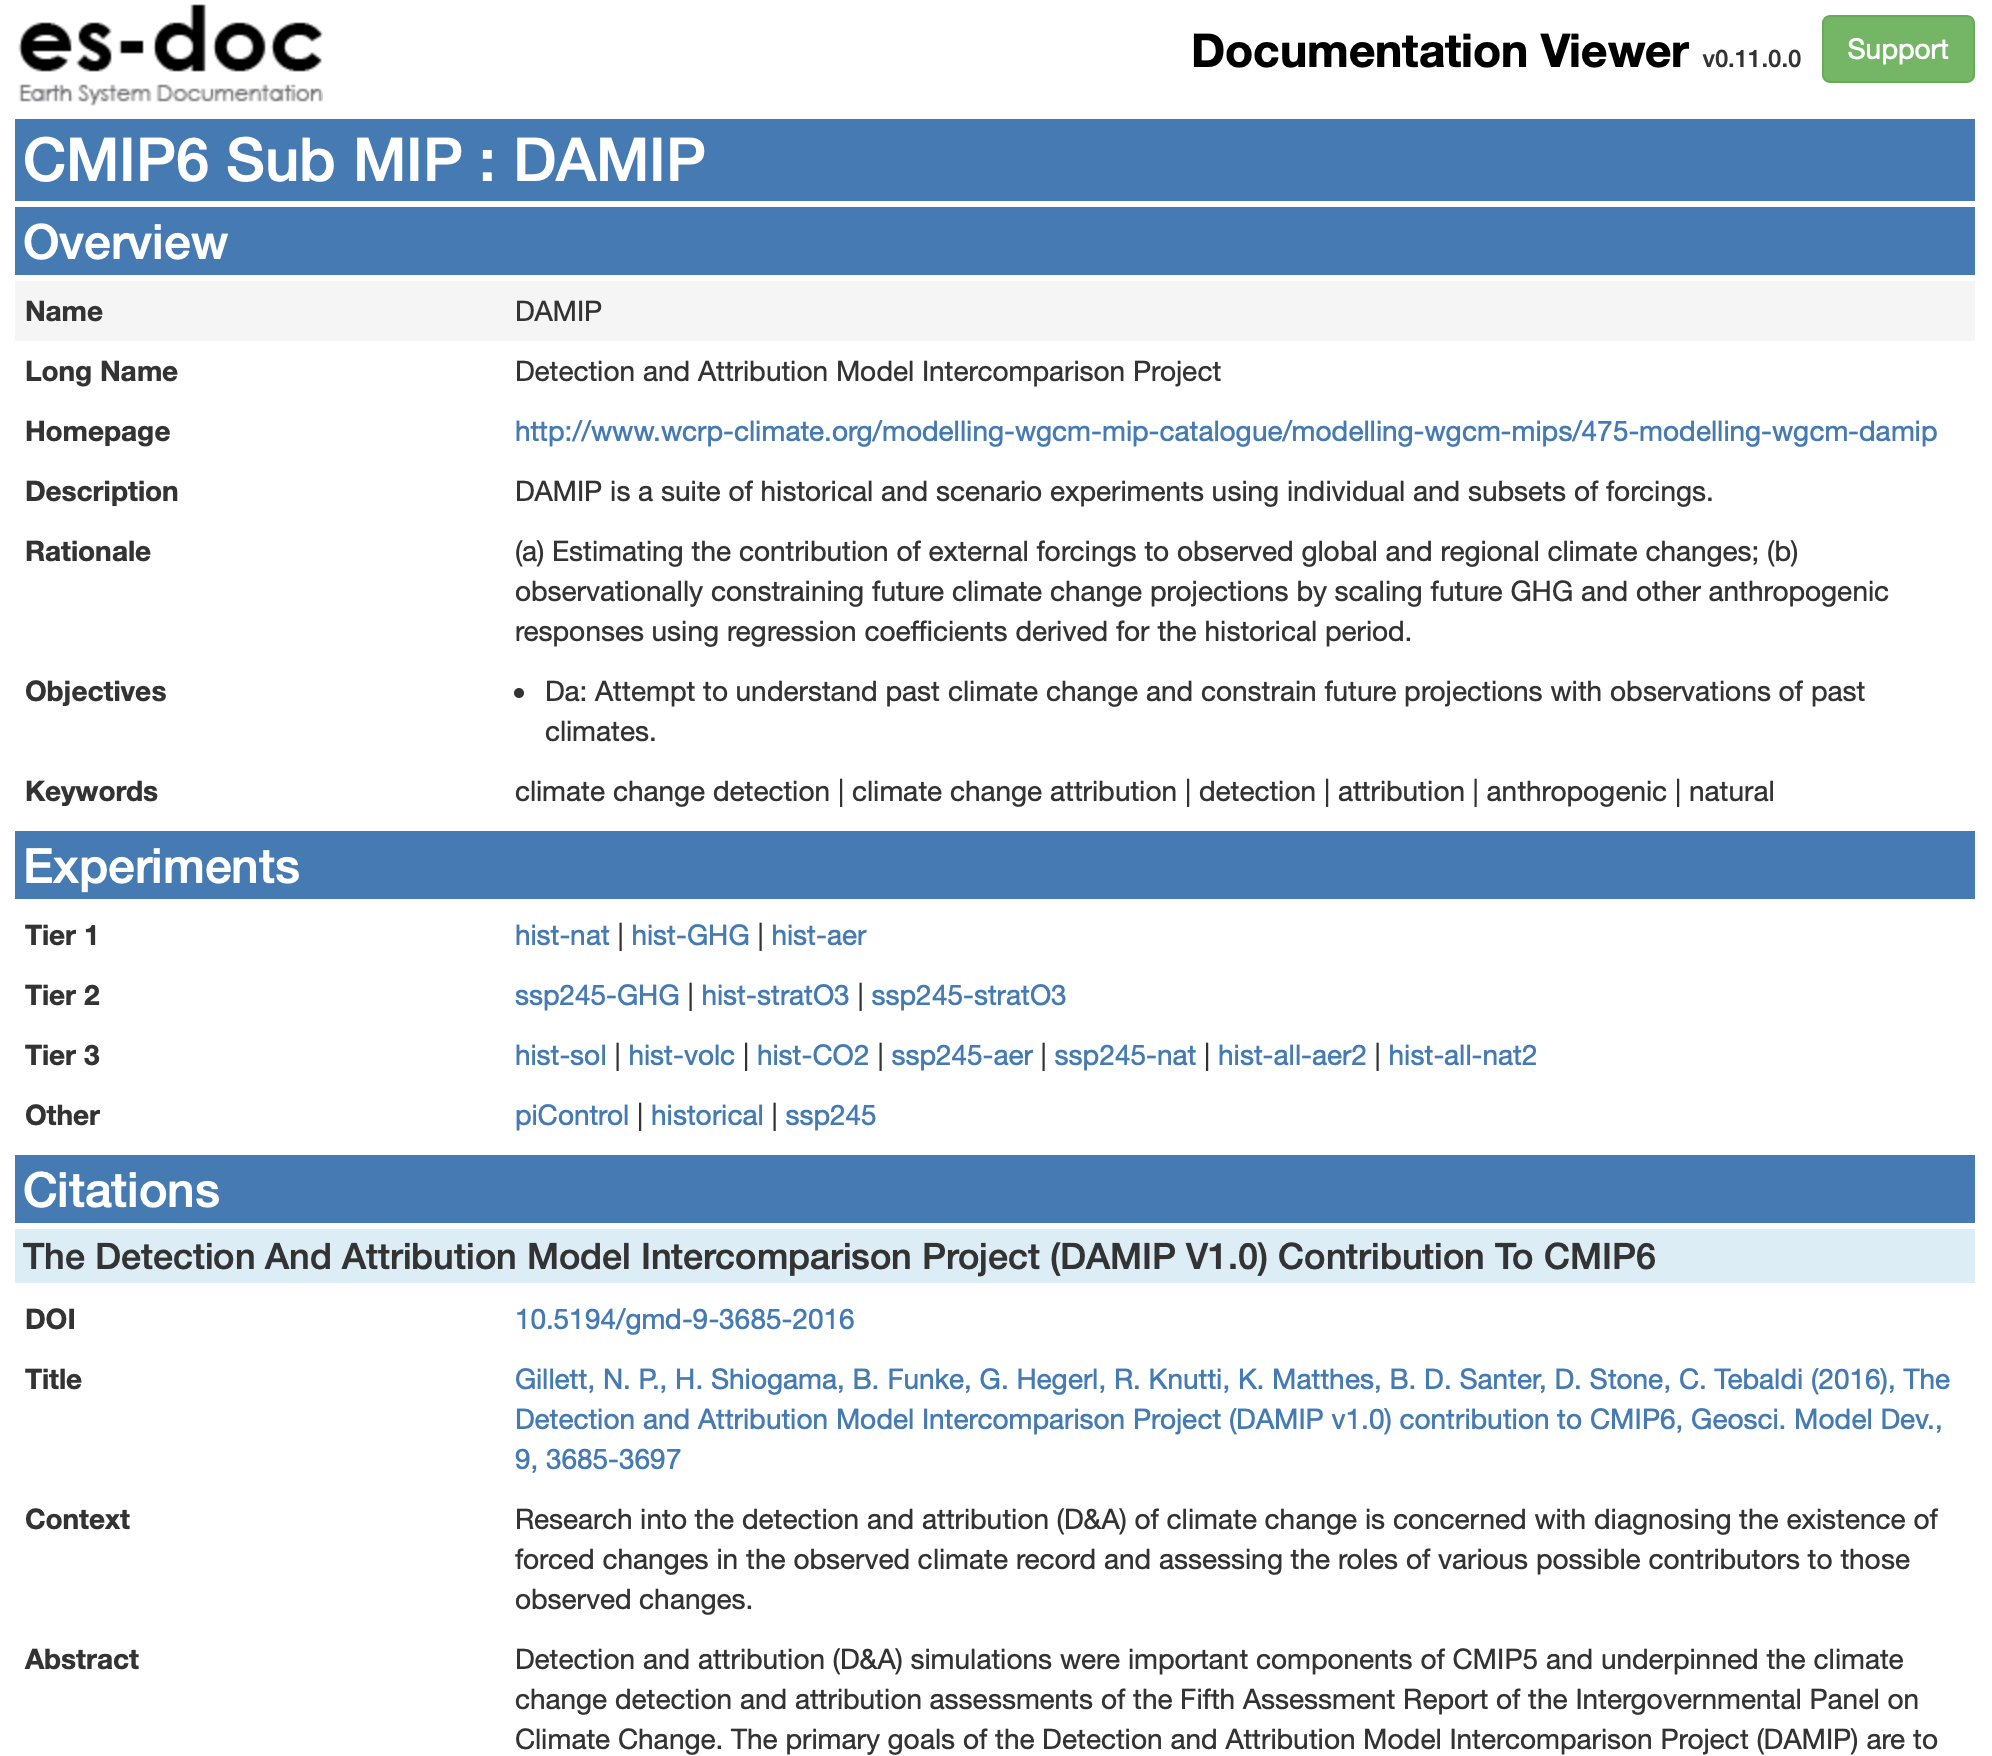 es-doc
Earth System Documentation
Documentation Viewer v0.11.0.0
Support
CMIP6 Sub MIP : DAMIP
Overview
Name
DAMIP
Long Name
Detection and Attribution Model Intercomparison Project
Homepage
http://www.wcrp-climate.org/modelling-wgcm-mip-catalogue/modelling-wgcm-mips/475-modelling-wgcm-damip
Description
DAMIP is a suite of historical and scenario experiments using individual and subsets of forcings.
Rationale
(a) Estimating the contribution of external forcings to observed global and regional climate changes; (b)
observationally constraining future climate change projections by scaling future GHG and other anthropogenic
responses using regression coefficients derived for the historical period.
Objectives
• Da: Attempt to understand past climate change and constrain future projections with observations of past
climates.
Keywords
climate change detection | climate change attribution | detection | attribution | anthropogenic | natural
Experiments
Tier 1
hist-nat | hist-GHG | hist-aer
Tier 2
ssp245-GHG | hist-stratO3 | ssp245-stratO3
Tier 3
hist-sol | hist-volc | hist-CO2 | ssp245-aer | ssp245-nat | hist-all-aer2 | hist-all-nat2
Other
piControl | historical | ssp245
Citations
The Detection And Attribution Model Intercomparison Project (DAMIP V1.0) Contribution To CMIP6
DOI
10.5194/gmd-9-3685-2016
Title
Gillett, N. P., H. Shiogama, B. Funke, G. Hegerl, R. Knutti, K. Matthes, B. D. Santer, D. Stone, C. Tebaldi (2016), The
Detection and Attribution Model Intercomparison Project (DAMIP v1.0) contribution to CMIP6, Geosci. Model Dev.,
9, 3685-3697
Context
Research into the detection and attribution (D&A) of climate change is concerned with diagnosing the existence of
forced changes in the observed climate record and assessing the roles of various possible contributors to those
observed changes.
Abstract
Detection and attribution (D&A) simulations were important components of CMIP5 and underpinned the climate
change detection and attribution assessments of the Fifth Assessment Report of the Intergovernmental Panel on
Climate Change. The primary goals of the Detection and Attribution Model Intercomparison Project (DAMIP) are to